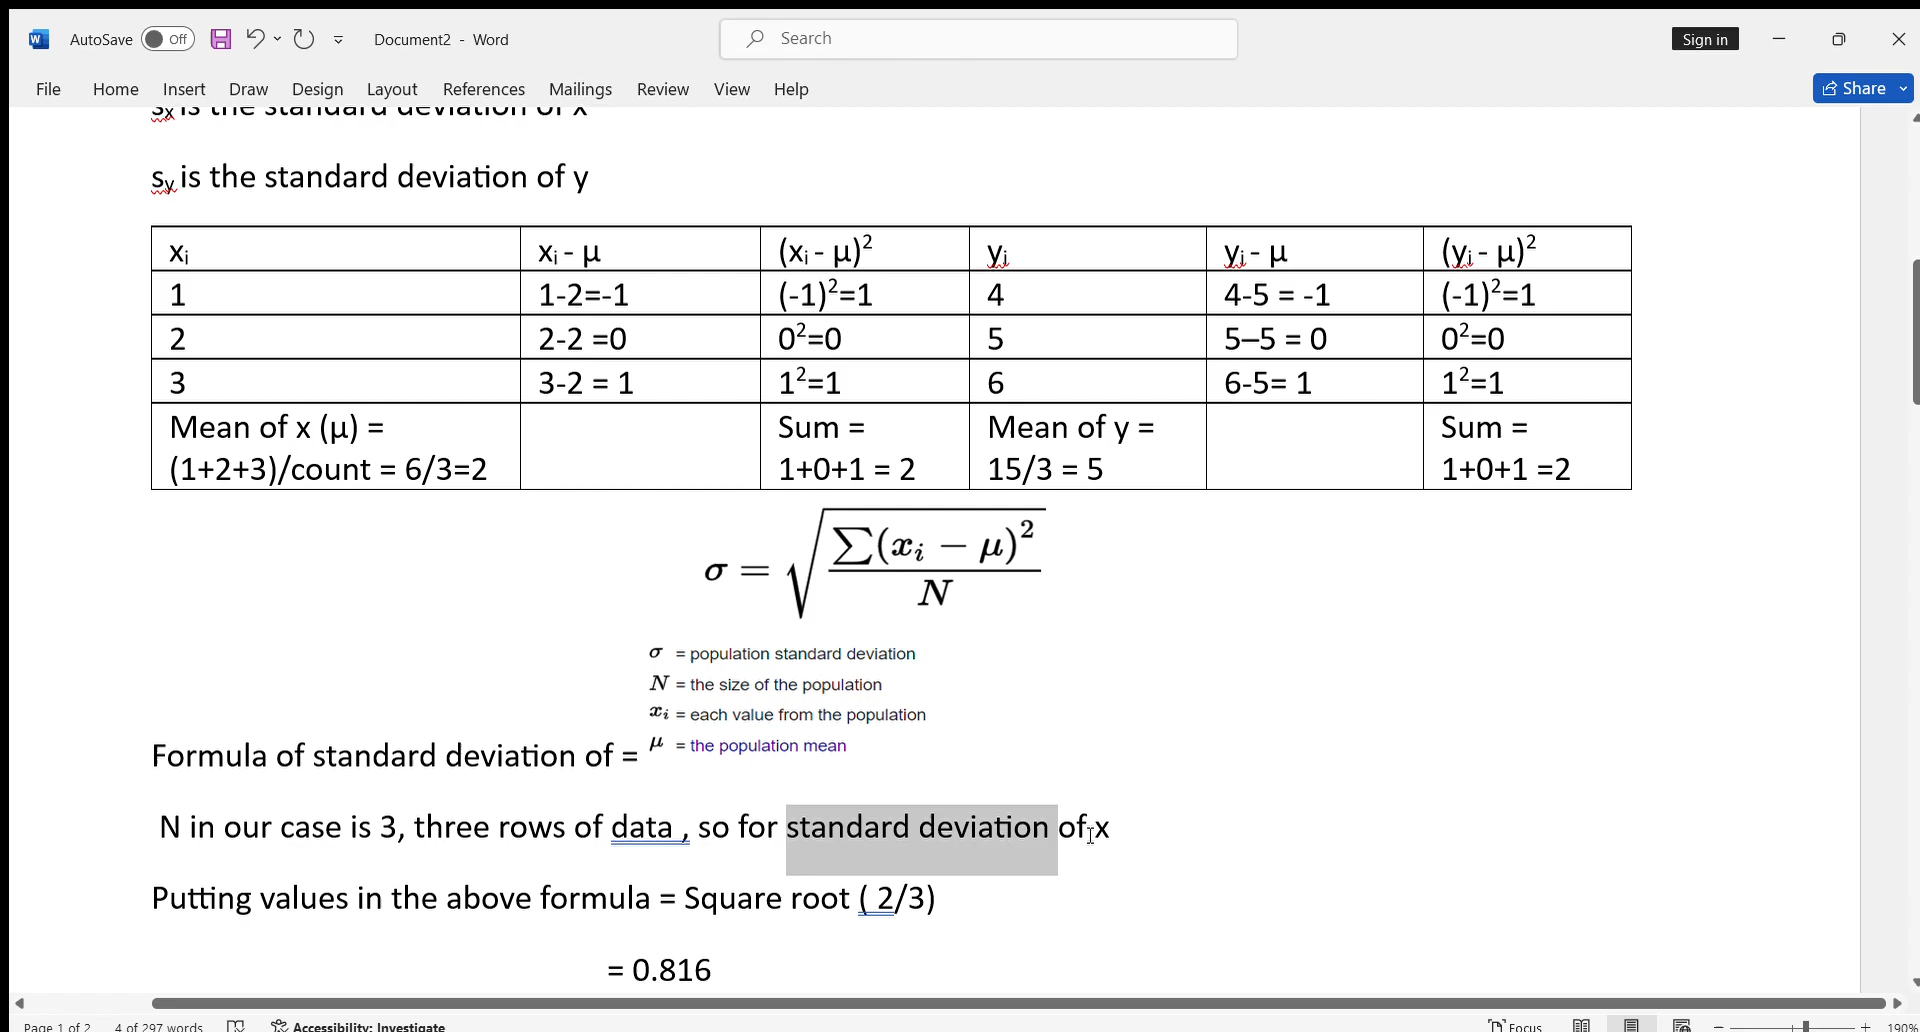 AutoSave Off Document2 - Word Search Sign in
File Home Insert Draw Design Layout References Mailings Review View Help Share
sx is the standard deviation of x
sy is the standard deviation of y
xi xi - μ (xi - μ)² yi yi - μ (yi - μ)²
1 1-2=-1 (-1)²=1 4 4-5 = -1 (-1)²=1
2 2-2 =0 0²=0 5 5–5 = 0 0²=0
3 3-2 = 1 1²=1 6 6-5= 1 1²=1
Mean of x (μ) = Sum = Mean of y = Sum =
(1+2+3)/count = 6/3=2 1+0+1 = 2 15/3 = 5 1+0+1 =2
σ = √(∑(xi − μ)² / N)
σ = population standard deviation
N = the size of the population
xi = each value from the population
μ = the population mean
Formula of standard deviation of =
N in our case is 3, three rows of data , so for standard deviation of x
Putting values in the above formula = Square root ( 2/3)
= 0.816
Page 1 of 2 4 of 297 words Accessibility: Investigate Focus 190%